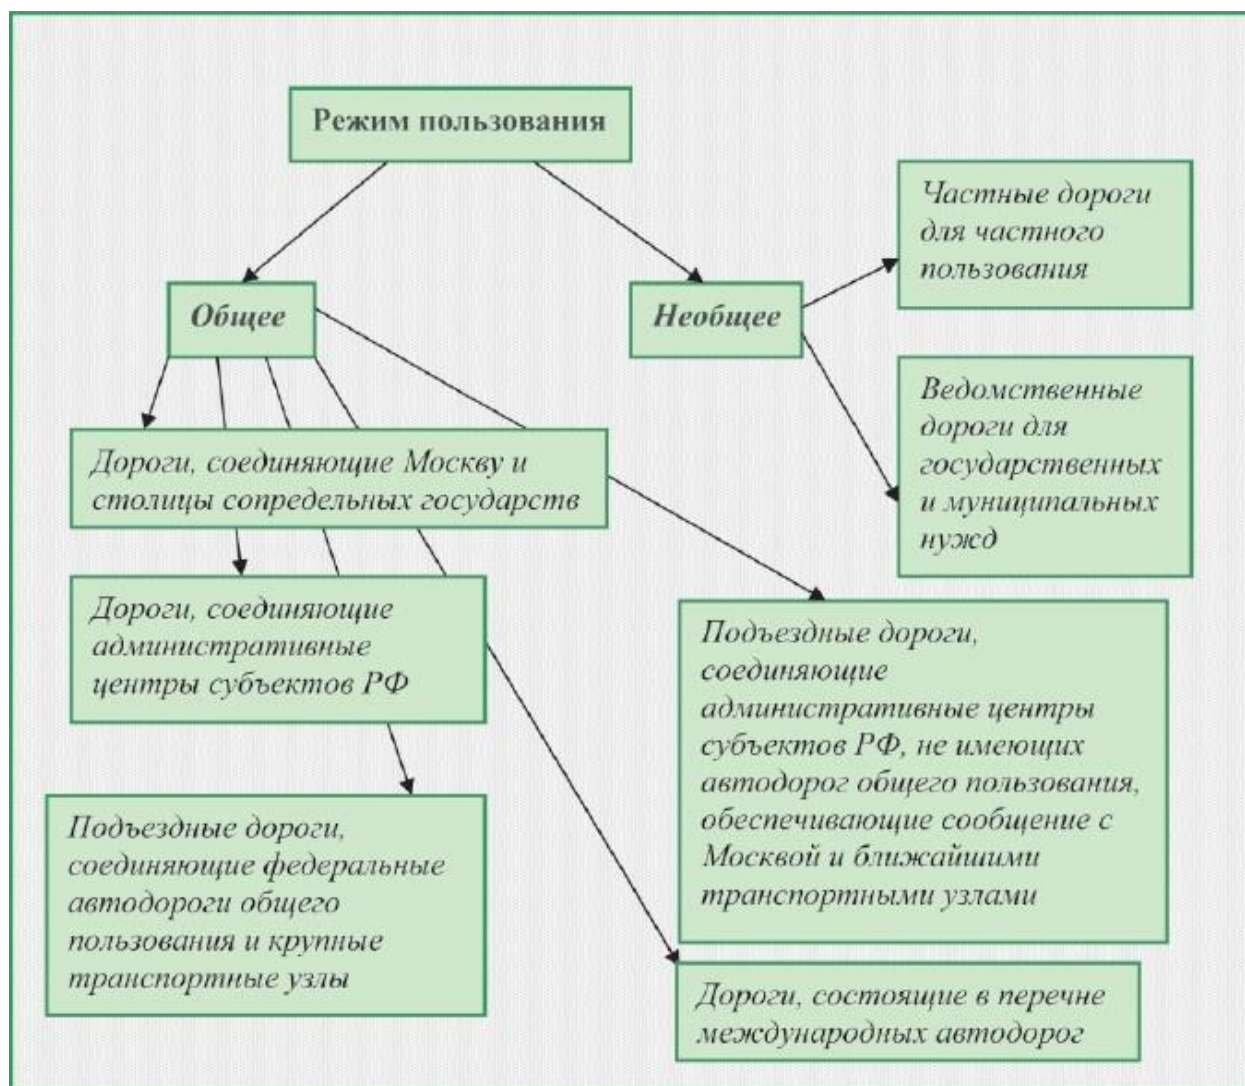 Режим пользования
Общее
Необщее
Частные дороги
для частного
пользования
Ведомственные
дороги для
государственных
и муниципальных
нужд
Дороги, соединяющие Москву и
столицы сопредельных государств
Дороги, соединяющие
административные
центры субъектов РФ
Подъездные дороги,
соединяющие федеральные
автодороги общего
пользования и крупные
транспортные узлы
Подъездные дороги,
соединяющие
административные центры
субъектов РФ, не имеющих
автодорог общего пользования,
обеспечивающие сообщение с
Москвой и ближайшими
транспортными узлами
Дороги, состоящие в перечне
международных автодорог